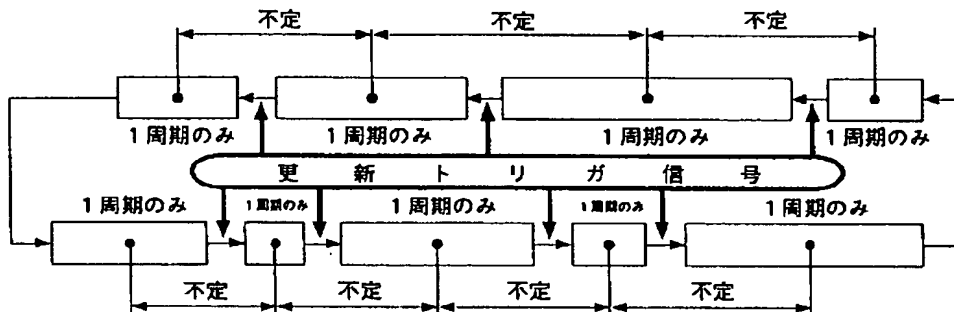 不定 不定 不定
1周期のみ 1周期のみ 1周期のみ 1周期のみ
更新トリガ信号
1周期のみ 1周期のみ 1周期のみ 1周期のみ 1周期のみ
不定 不定 不定 不定